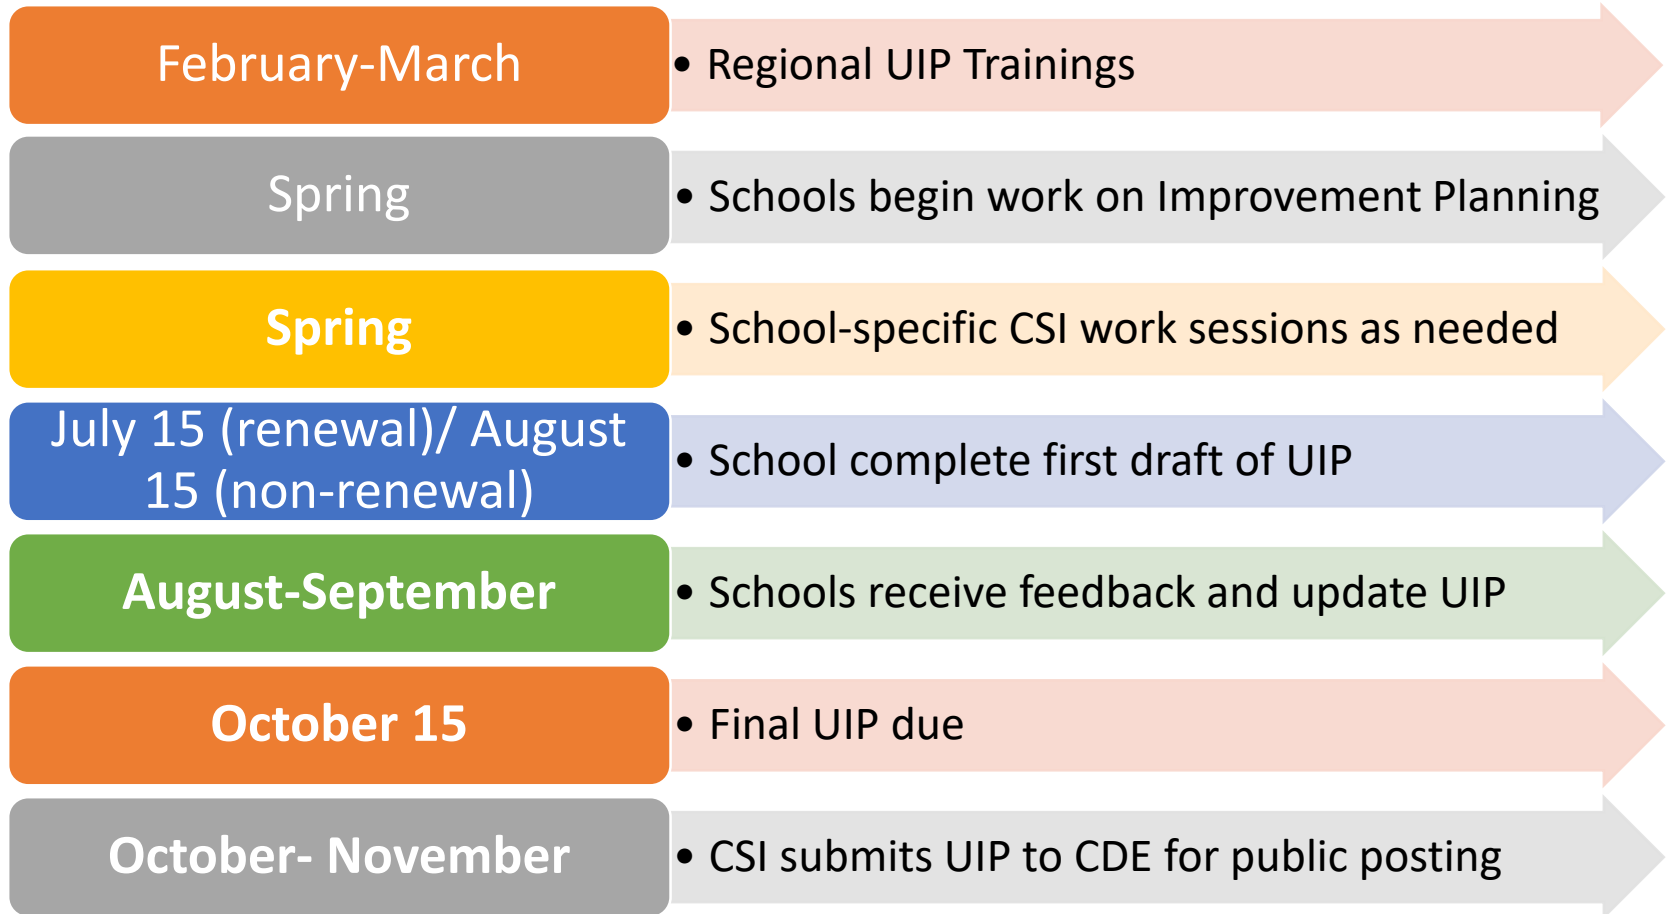 February-March
• Regional UIP Trainings
Spring
• Schools begin work on Improvement Planning
Spring
• School-specific CSI work sessions as needed
July 15 (renewal)/ August
15 (non-renewal)
• School complete first draft of UIP
August-September
• Schools receive feedback and update UIP
October 15
• Final UIP due
October- November
• CSI submits UIP to CDE for public posting